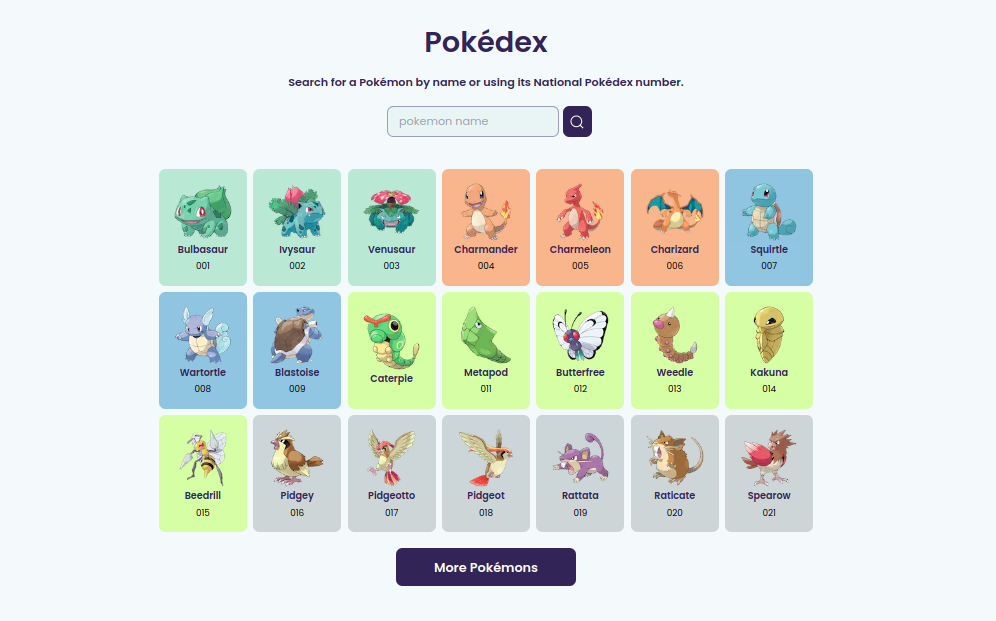 Pokédex
Search for a Pokémon by name or using its National Pokédex number.
pokemon name
Bulbasaur Ivysaur Venusaur Charmander Charmeleon Charizard Squirtle
001 002 003 004 005 006 007
Wartortle Blastoise Caterpie Metapod Butterfree Weedle Kakuna
008 009 011 012 013 014
Beedrill Pidgey Pidgeotto Pidgeot Rattata Raticate Spearow
015 016 017 018 019 020 021
More Pokémons